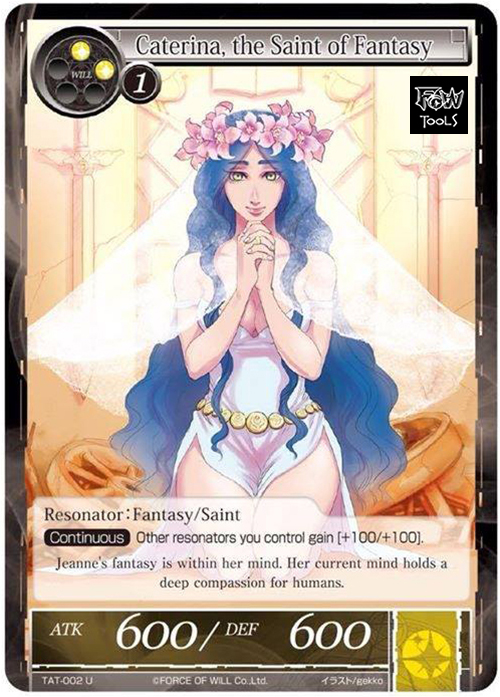 Caterina, the Saint of Fantasy
WILL
1
FOW
TOOLS
Resonator:Fantasy/Saint
Continuous Other resonators you control gain [+100/+100].
Jeanne's fantasy is within her mind. Her current mind holds a
deep compassion for humans.
ATK 600 / DEF 600
TAT-002 U ©FORCE OF WILL Co.,Ltd. イラスト/gekko